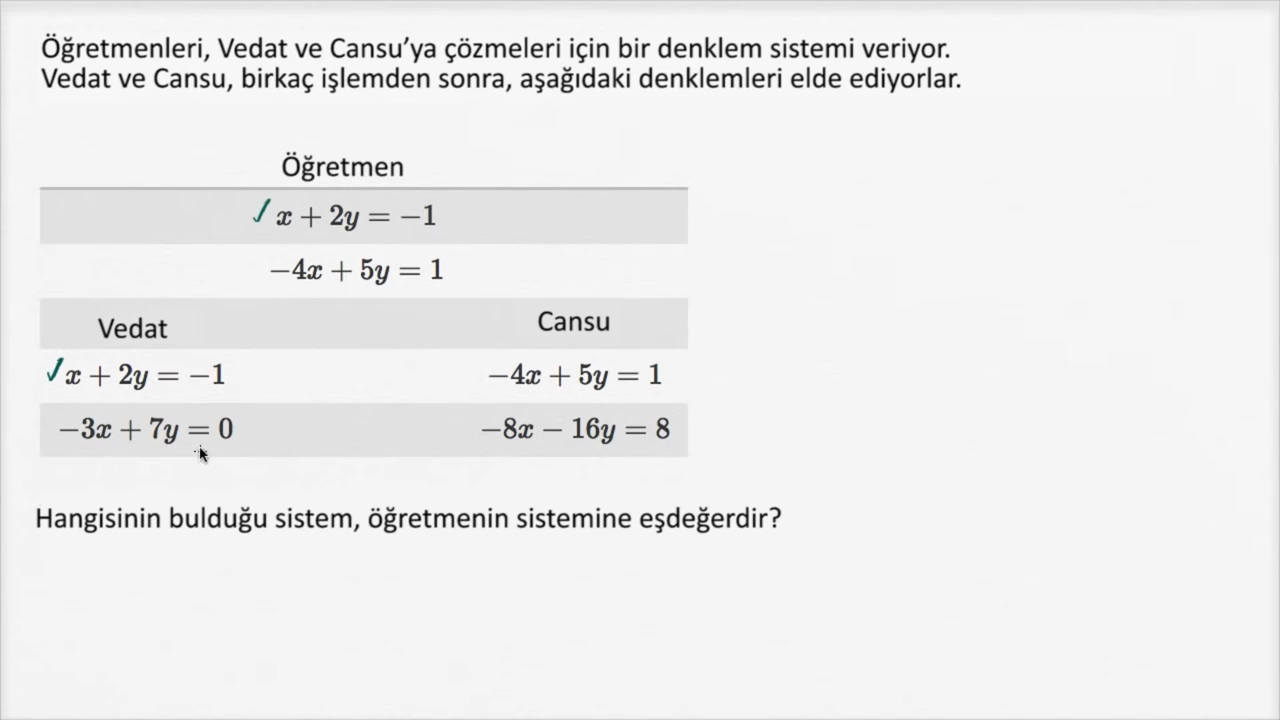 Öğretmenleri, Vedat ve Cansu’ya çözmeleri için bir denklem sistemi veriyor.
Vedat ve Cansu, birkaç işlemden sonra, aşağıdaki denklemleri elde ediyorlar.
Öğretmen
✓ x + 2y = −1
−4x + 5y = 1
Vedat Cansu
✓ x + 2y = −1 −4x + 5y = 1
−3x + 7y = 0 −8x − 16y = 8
Hangisinin bulduğu sistem, öğretmenin sistemine eşdeğerdir?